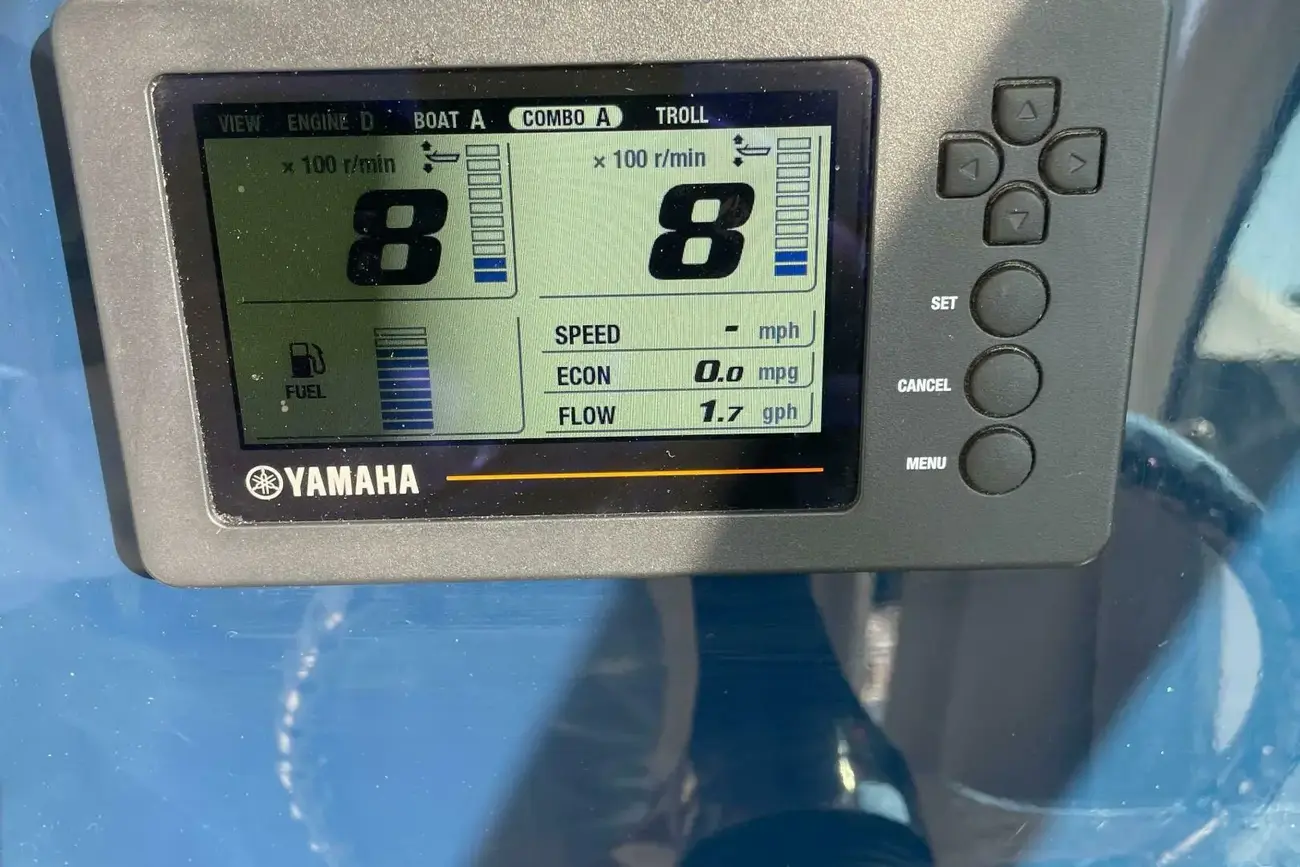 VIEW ENGINE D BOAT A COMBO A TROLL
x 100 r/min
8
x 100 r/min
8
FUEL
SPEED - mph
ECON 0.0 mpg
FLOW 1.7 gph
YAMAHA
SET
CANCEL
MENU